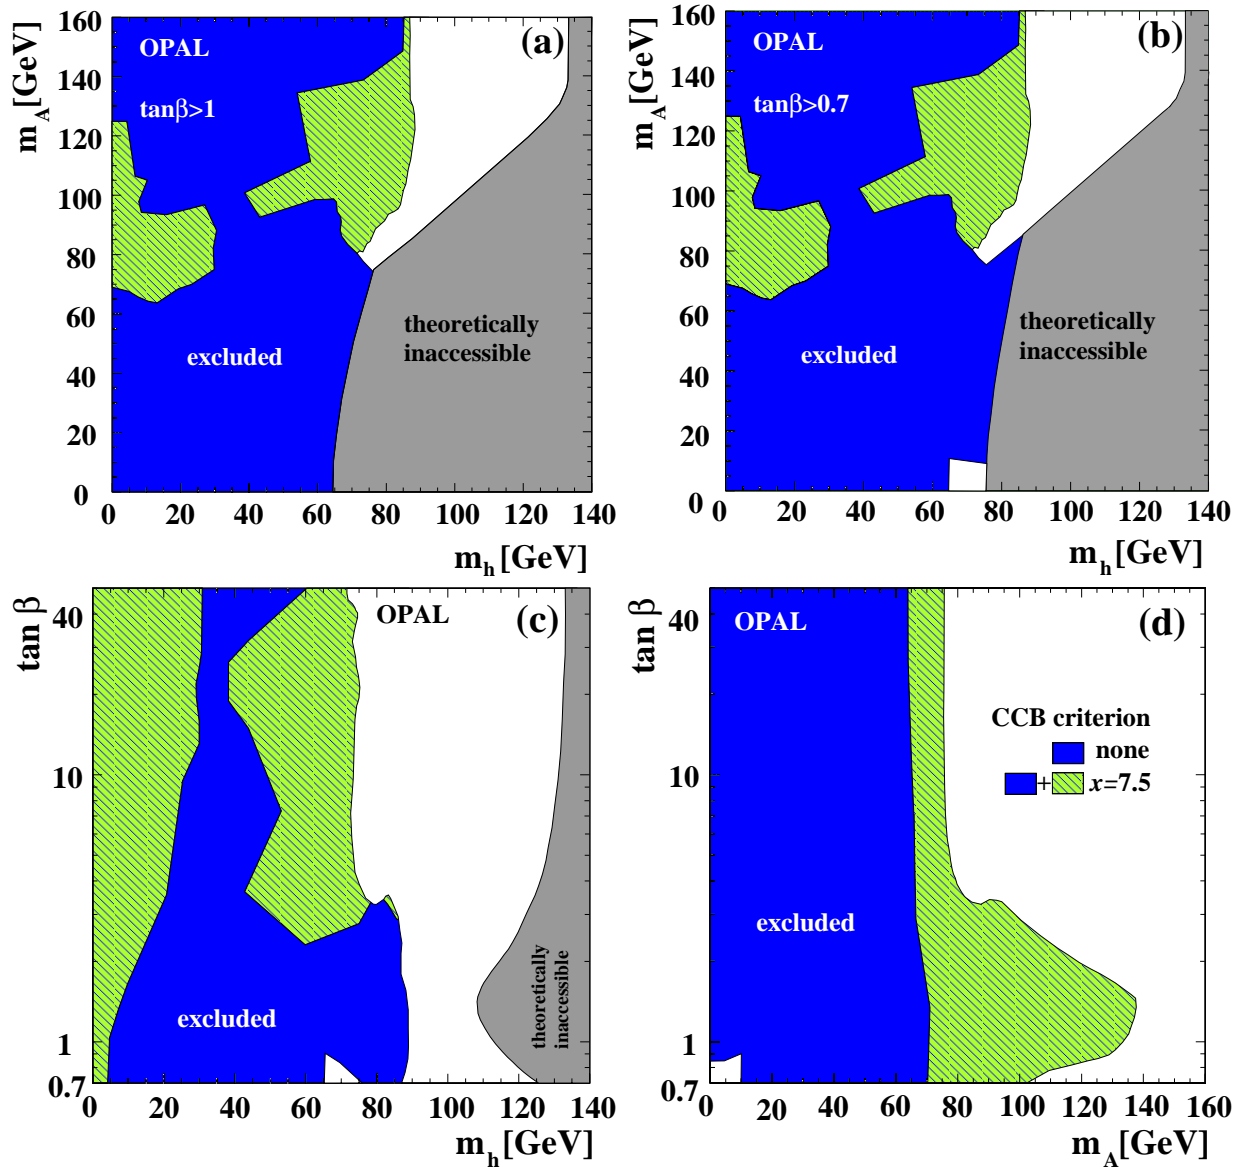 160
140
120
100
80
60
40
20
0
m_A [GeV]
OPAL
tanβ>1
(a)
theoretically
inaccessible
excluded
0 20 40 60 80 100 120 140
m_h [GeV]
160
140
120
100
80
60
40
20
0
m_A [GeV]
OPAL
tanβ>0.7
(b)
theoretically
inaccessible
excluded
0 20 40 60 80 100 120 140
m_h [GeV]
tan β
40
10
1
0.7
OPAL
(c)
excluded
theoretically
inaccessible
0 20 40 60 80 100 120 140
m_h [GeV]
tan β
40
10
1
0.7
OPAL
(d)
CCB criterion
none
+ x=7.5
excluded
0 20 40 60 80 100 120 140 160
m_A [GeV]